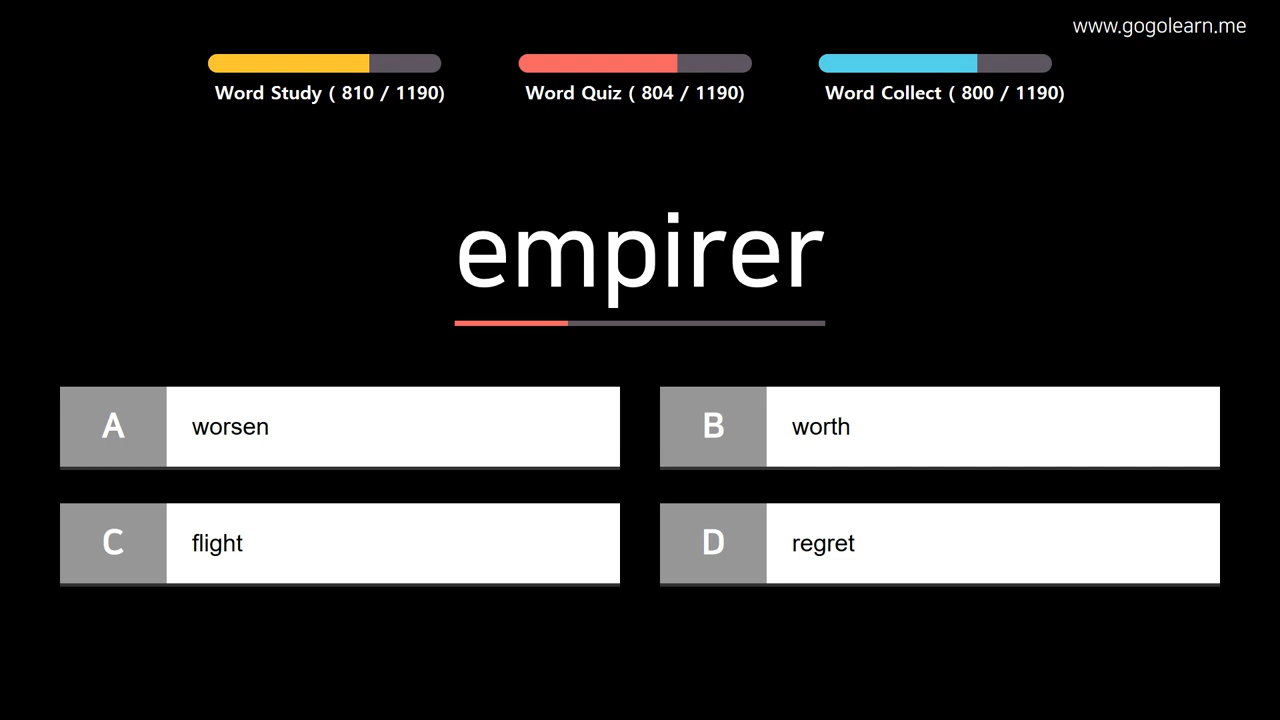 www.gogolearn.me
Word Study ( 810 / 1190)
Word Quiz ( 804 / 1190)
Word Collect ( 800 / 1190)
empirer
A
worsen
B
worth
C
flight
D
regret